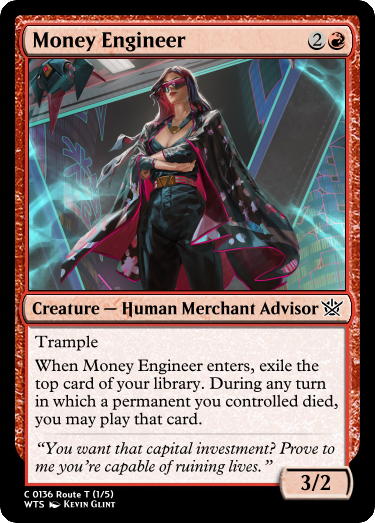 Money Engineer 2
Creature — Human Merchant Advisor
Trample
When Money Engineer enters, exile the
top card of your library. During any turn
in which a permanent you controlled died,
you may play that card.
“You want that capital investment? Prove to
me you’re capable of ruining lives.”
3/2
C 0136 Route T (1/5)
WTS Kevin Glint